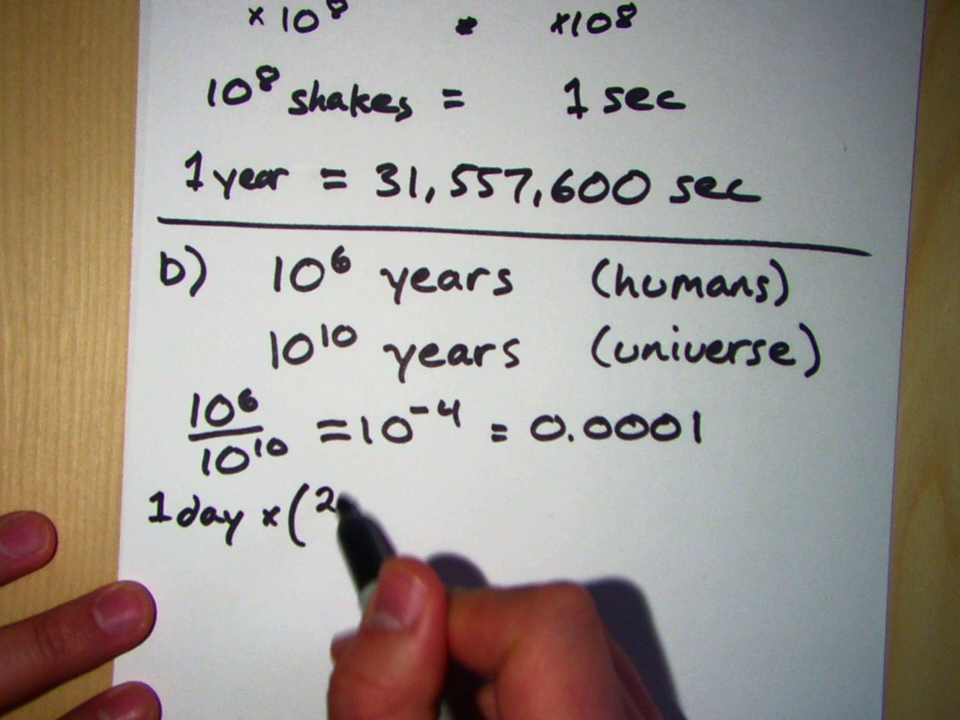 ×10⁸ = ×10⁸
10⁸ shakes = 1 sec
1 year = 31,557,600 sec
b) 10⁶ years (humans)
10¹⁰ years (universe)
10⁶/10¹⁰ = 10⁻⁴ = 0.0001
1 day × (2